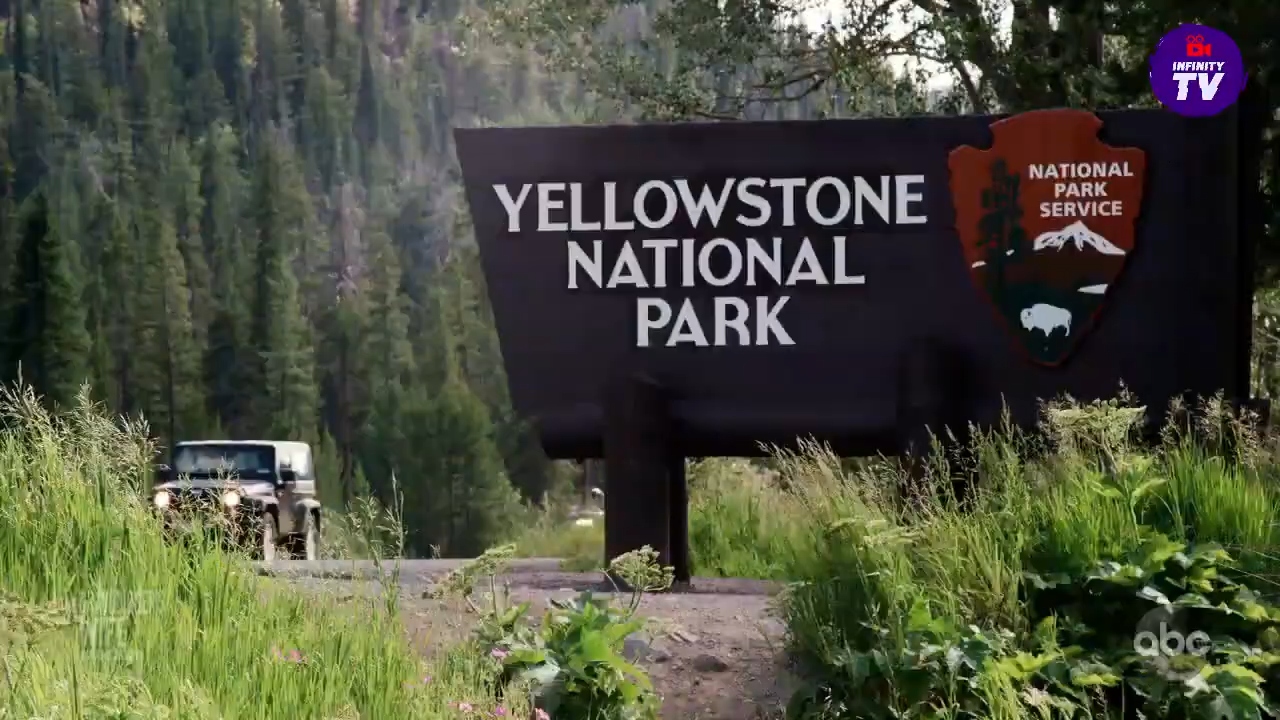 INFINITY
TV
YELLOWSTONE
NATIONAL
PARK
NATIONAL
PARK
SERVICE
abc